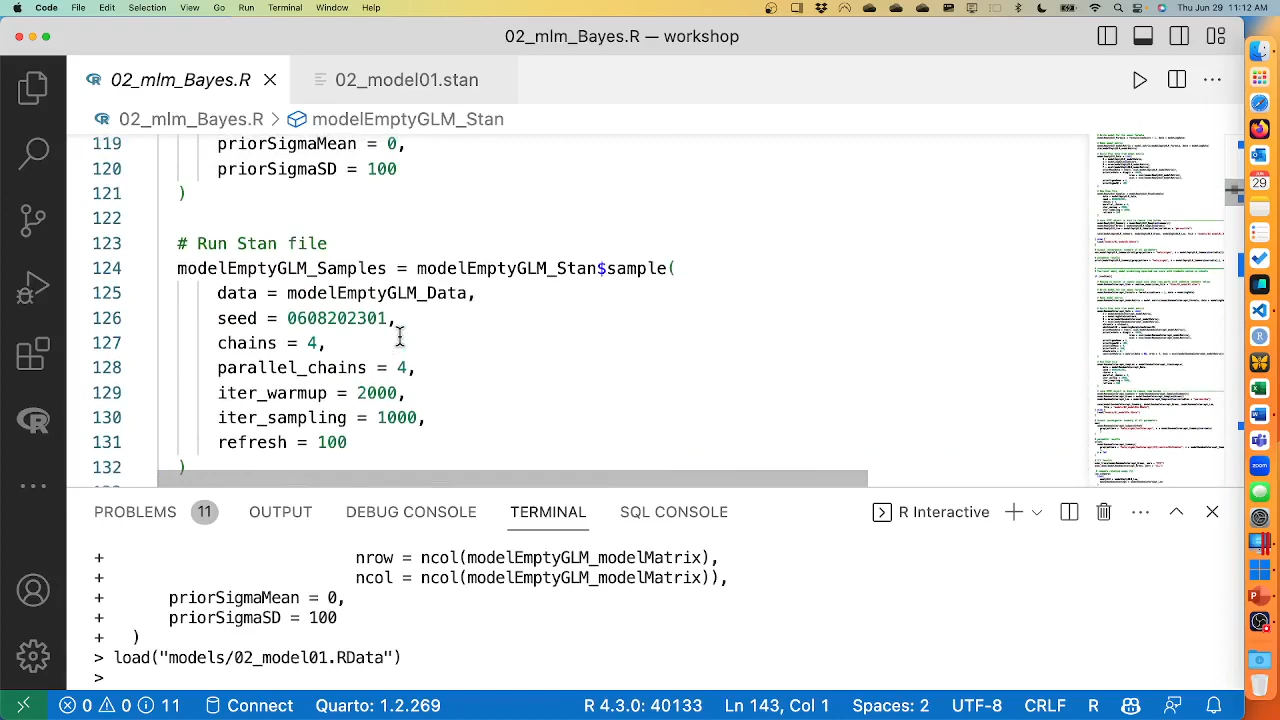 Code File Edit Selection View Go Run Terminal Window Help Thu Jun 29 11:12 AM
02_mlm_Bayes.R — workshop
02_mlm_Bayes.R 02_model01.stan
02_mlm_Bayes.R > modelEmptyGLM_Stan
119 priorSigmaMean = 0,
120 priorSigmaSD = 100
121 )
122
123 # Run Stan file
124 modelEmptyGLM_Samples = modelEmptyGLM_Stan$sample(
125 data = modelEmptyGLM_Data,
126 seed = 0608202301,
127 chains = 4,
128 parallel_chains = 4,
129 iter_warmup = 2000,
130 iter_sampling = 1000,
131 refresh = 100
132 )
PROBLEMS 11 OUTPUT DEBUG CONSOLE TERMINAL SQL CONSOLE R Interactive
+ nrow = ncol(modelEmptyGLM_modelMatrix),
+ ncol = ncol(modelEmptyGLM_modelMatrix)),
+ priorSigmaMean = 0,
+ priorSigmaSD = 100
+ )
> load("models/02_model01.RData")
>
0 0 11 Connect Quarto: 1.2.269 R 4.3.0: 40133 Ln 143, Col 1 Spaces: 2 UTF-8 CRLF R